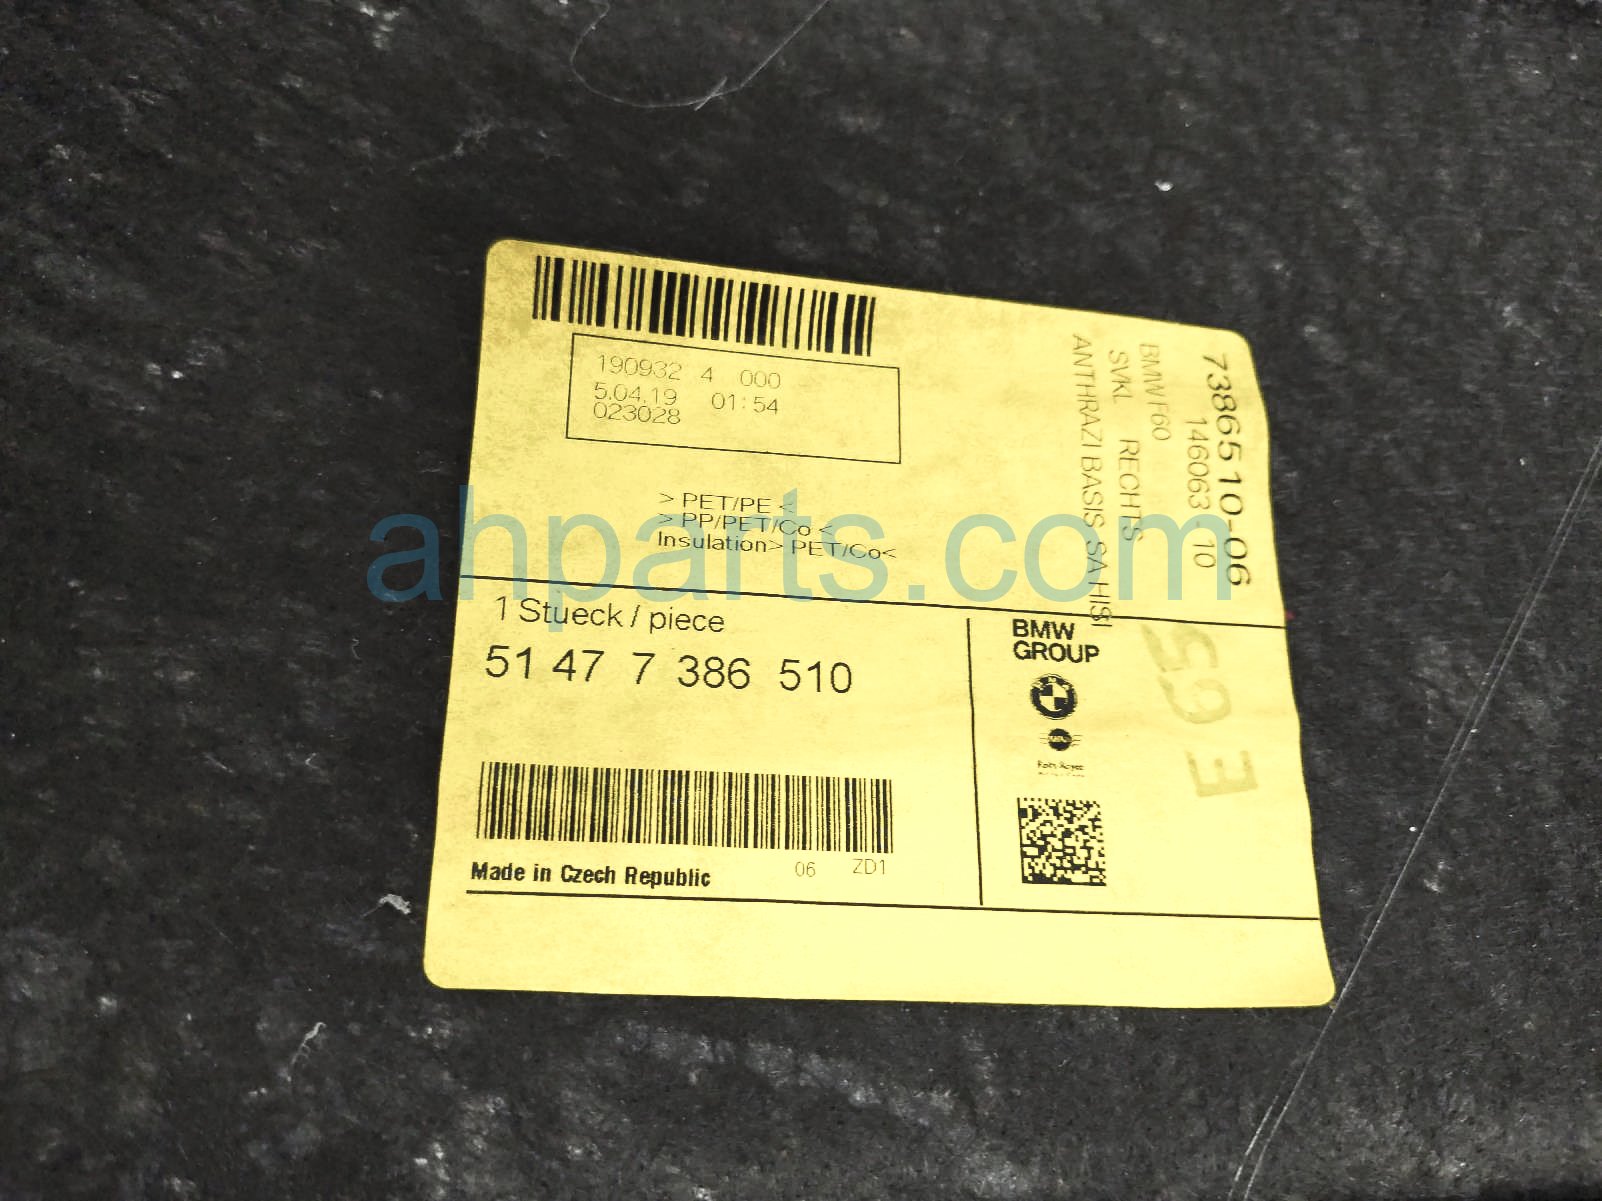 190932 4 000
5.04.19 01:54
023028
> PET/PE <
> PP/PET/Co <
Insulation> PET/Co<
7386510-06
146063 10
BMW F60
SVKL RECHTS
ANTHRAZI BASIS SA HISI
1 Stueck / piece
51 47 7 386 510
Made in Czech Republic
06 ZD1
BMW
GROUP
59 E
ahparts.com